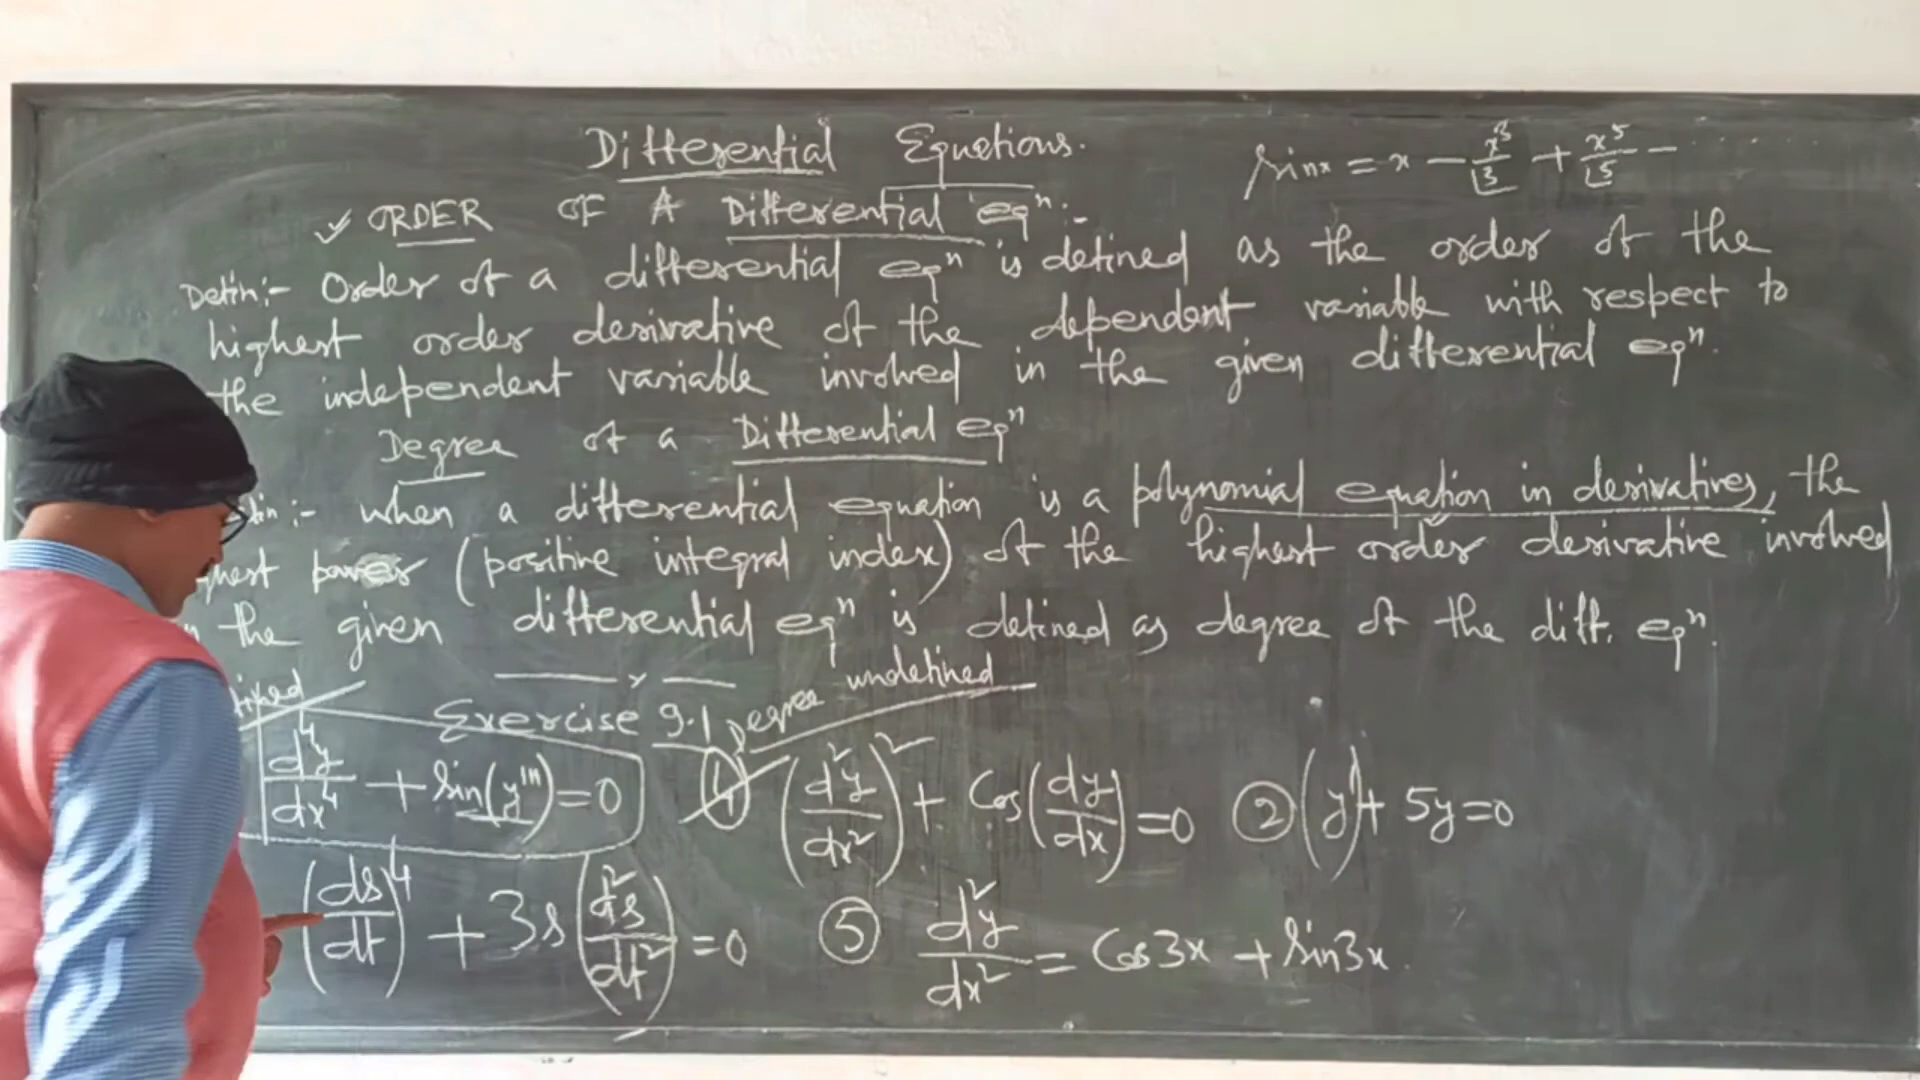 Differential Equations.
sinx = x - x³/⌊3 + x⁵/⌊5 - .....
✓ ORDER OF A Differential eqⁿ:-
Defin:- Order of a differential eqⁿ is defined as the order of the
highest order derivative of the dependent variable with respect to
the independent variable involved in the given differential eqⁿ.
Degree of a Differential eqⁿ
:- when a differential equation is a polynomial equation in derivatives, the
power (positive integral index) of the highest order derivative involved
the given differential eqⁿ is defined as degree of the diff. eqⁿ.
Exercise 9.1 Degree undefined
d⁴y/dx⁴ + sin(y''') = 0 ④ (d²y/dx²)² + Cos(dy/dx) = 0 ② (y') + 5y = 0
(ds/dt)⁴ + 3s (d²s/dt²) = 0 ⑤ d²y/dx² = Cos3x + sin3x.